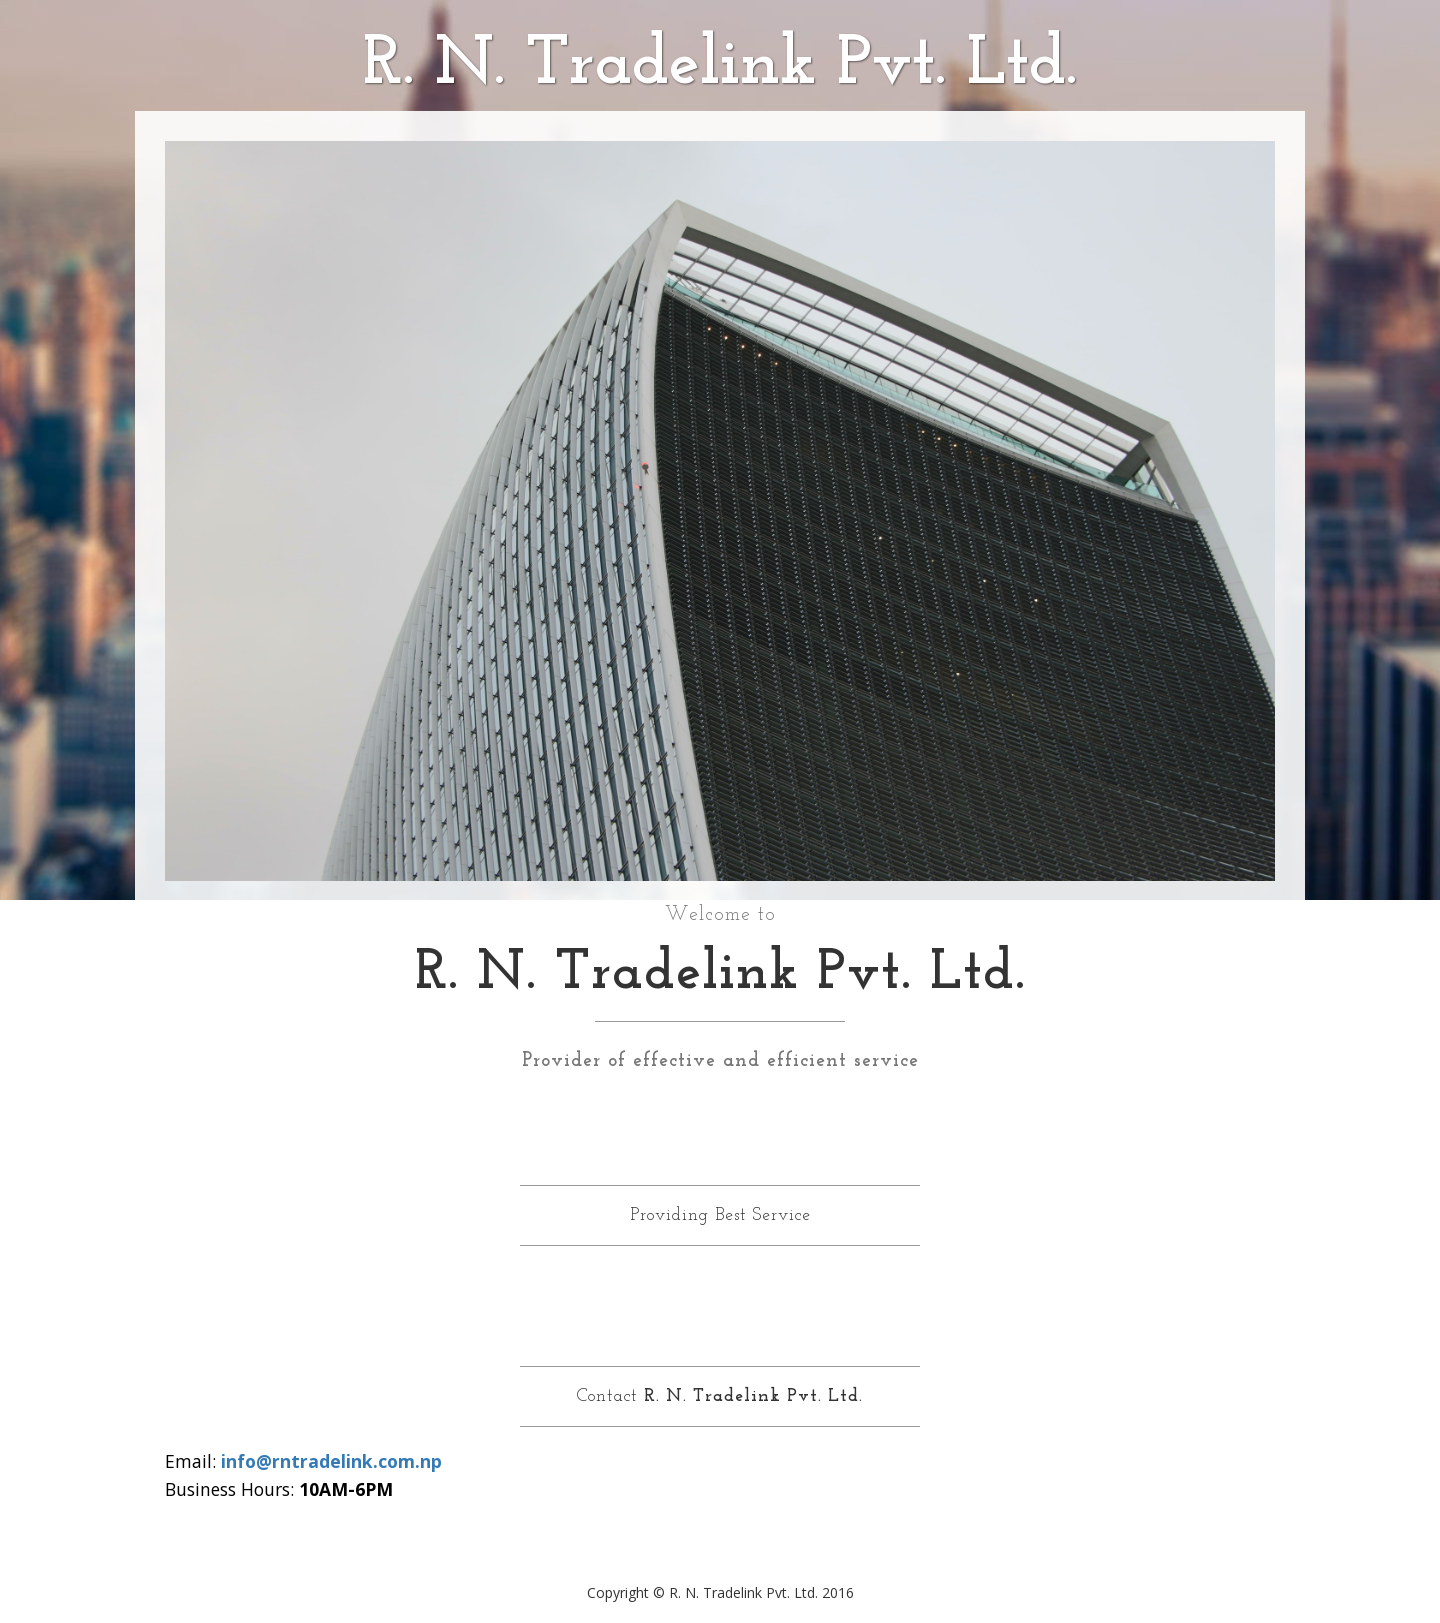 R. N. Tradelink Pvt. Ltd.
Welcome to
R. N. Tradelink Pvt. Ltd.
Provider of effective and efficient service
Providing Best Service
Contact R. N. Tradelink Pvt. Ltd.
Email: info@rntradelink.com.np
Business Hours: 10AM-6PM
Copyright © R. N. Tradelink Pvt. Ltd. 2016